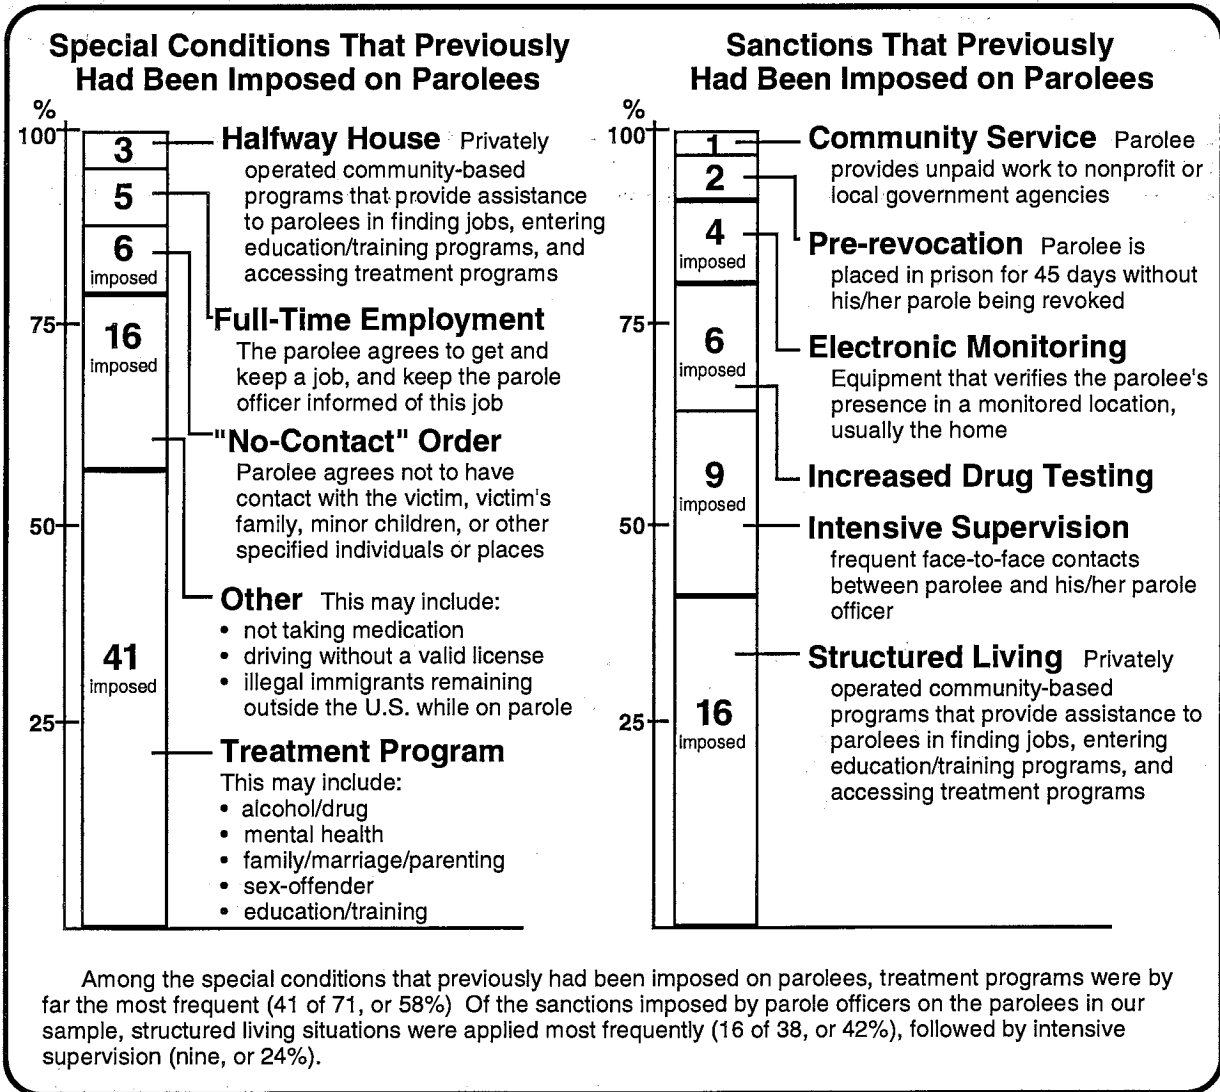 Special Conditions That Previously
Had Been Imposed on Parolees
%
100
75
50
25
3
5
6
imposed
16
imposed
41
imposed
Halfway House Privately
operated community-based
programs that provide assistance
to parolees in finding jobs, entering
education/training programs, and
accessing treatment programs
Full-Time Employment
The parolee agrees to get and
keep a job, and keep the parole
officer informed of this job
"No-Contact" Order
Parolee agrees not to have
contact with the victim, victim's
family, minor children, or other
specified individuals or places
Other This may include:
• not taking medication
• driving without a valid license
• illegal immigrants remaining
outside the U.S. while on parole
Treatment Program
This may include:
• alcohol/drug
• mental health
• family/marriage/parenting
• sex-offender
• education/training
Sanctions That Previously
Had Been Imposed on Parolees
%
100
75
50
25
1
2
4
imposed
6
imposed
9
imposed
16
imposed
Community Service Parolee
provides unpaid work to nonprofit or
local government agencies
Pre-revocation Parolee is
placed in prison for 45 days without
his/her parole being revoked
Electronic Monitoring
Equipment that verifies the parolee's
presence in a monitored location,
usually the home
Increased Drug Testing
Intensive Supervision
frequent face-to-face contacts
between parolee and his/her parole
officer
Structured Living Privately
operated community-based
programs that provide assistance to
parolees in finding jobs, entering
education/training programs, and
accessing treatment programs
Among the special conditions that previously had been imposed on parolees, treatment programs were by
far the most frequent (41 of 71, or 58%) Of the sanctions imposed by parole officers on the parolees in our
sample, structured living situations were applied most frequently (16 of 38, or 42%), followed by intensive
supervision (nine, or 24%).